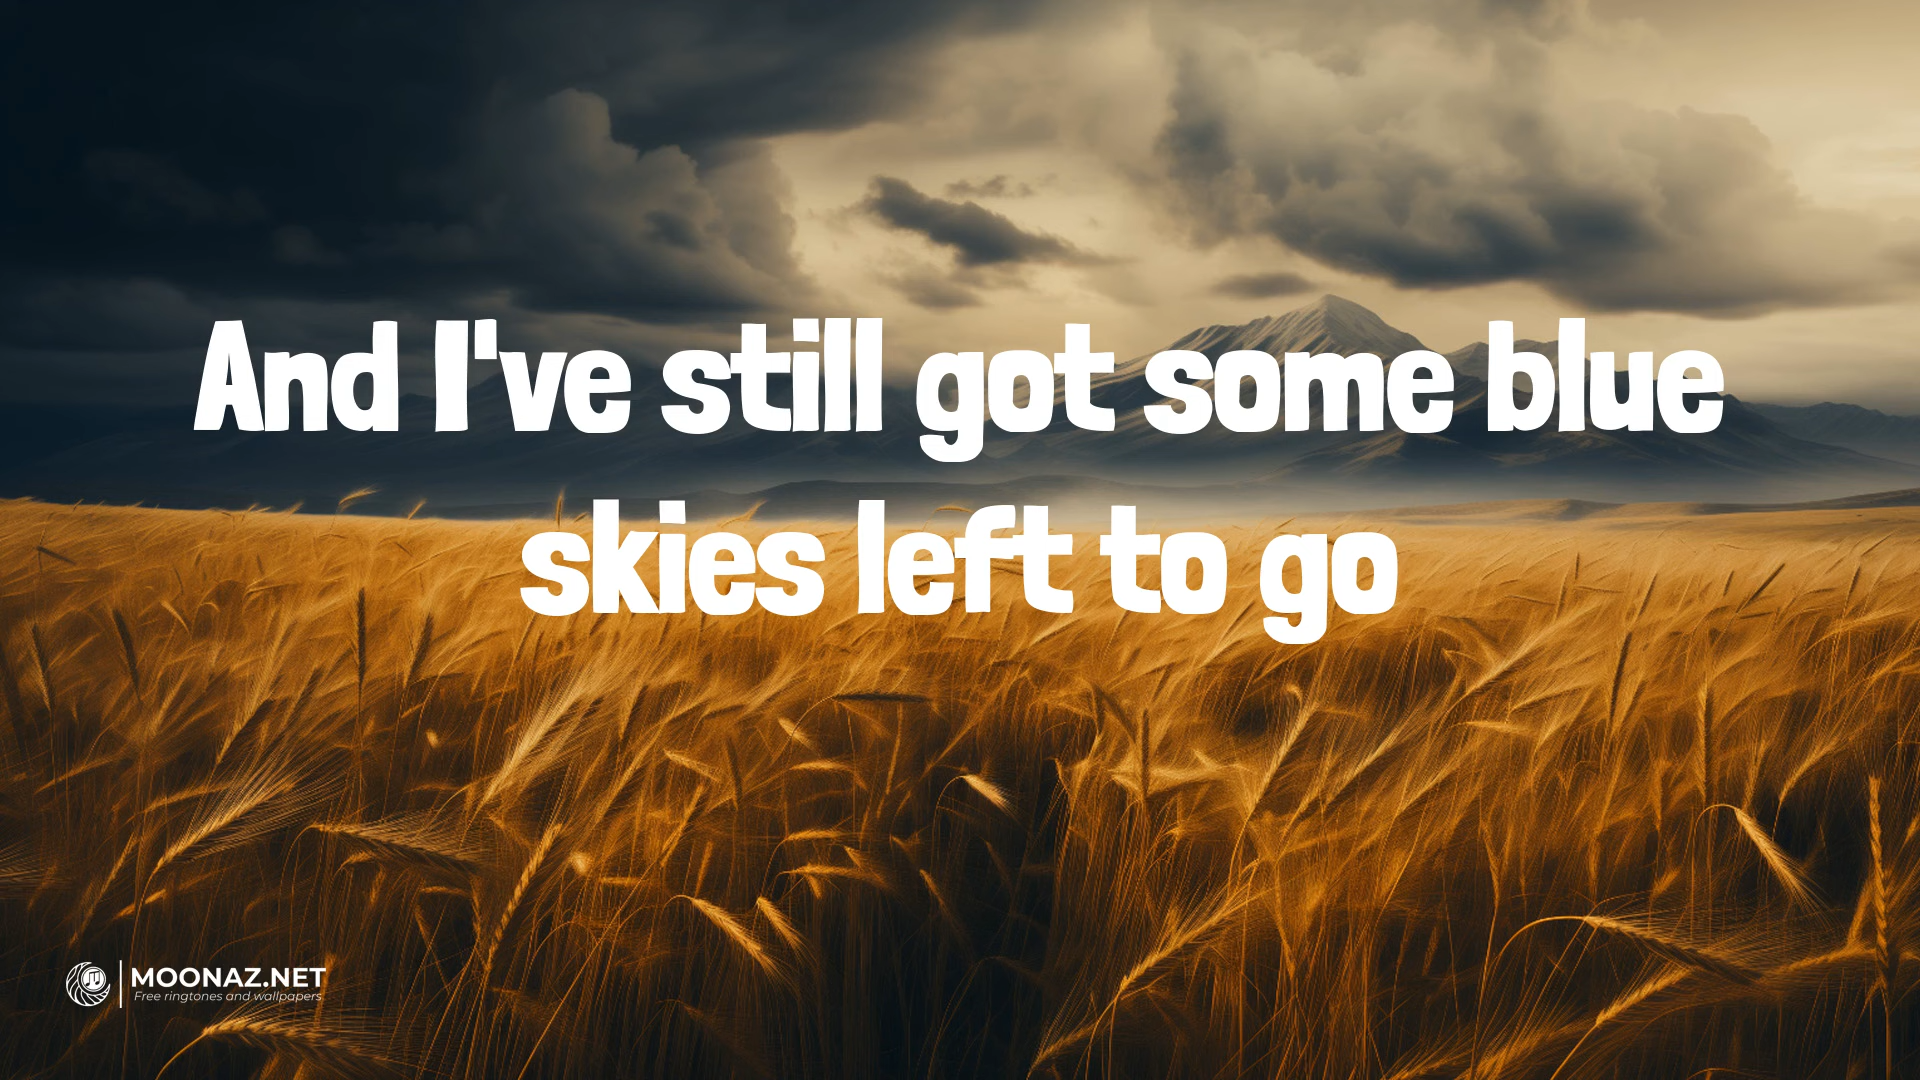 And I've still got some blue
skies left to go
MOONAZ.NET
Free ringtones and wallpapers